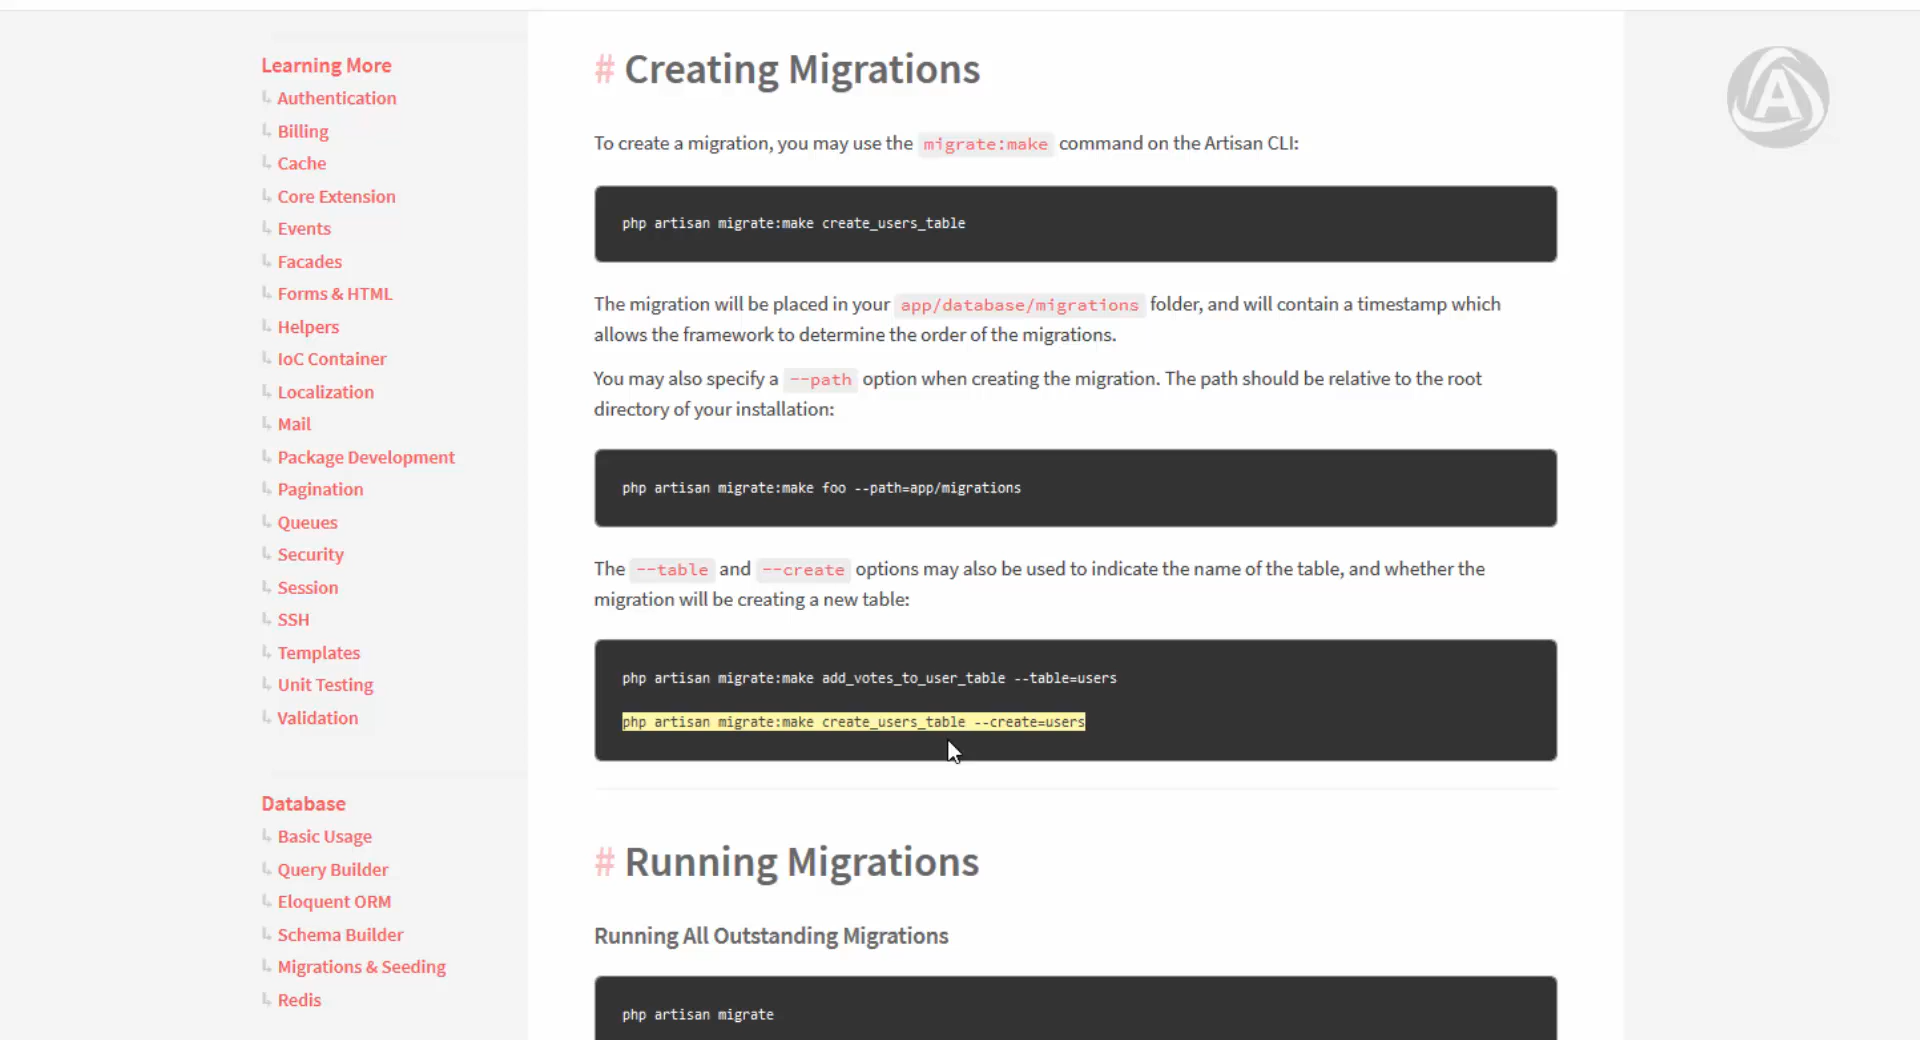 Learning More
Authentication
Billing
Cache
Core Extension
Events
Facades
Forms & HTML
Helpers
IoC Container
Localization
Mail
Package Development
Pagination
Queues
Security
Session
SSH
Templates
Unit Testing
Validation
Database
Basic Usage
Query Builder
Eloquent ORM
Schema Builder
Migrations & Seeding
Redis
# Creating Migrations
To create a migration, you may use the migrate:make command on the Artisan CLI:
php artisan migrate:make create_users_table
The migration will be placed in your app/database/migrations folder, and will contain a timestamp which
allows the framework to determine the order of the migrations.
You may also specify a --path option when creating the migration. The path should be relative to the root
directory of your installation:
php artisan migrate:make foo --path=app/migrations
The --table and --create options may also be used to indicate the name of the table, and whether the
migration will be creating a new table:
php artisan migrate:make add_votes_to_user_table --table=users
php artisan migrate:make create_users_table --create=users
# Running Migrations
Running All Outstanding Migrations
php artisan migrate
A